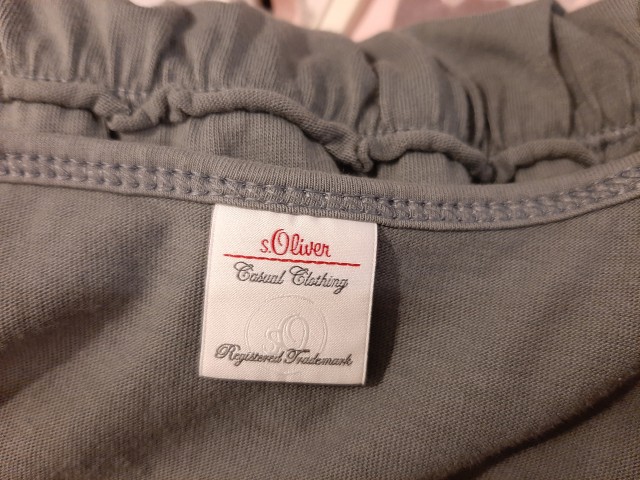 s.Oliver
Casual Clothing
sO
Registered Trademark